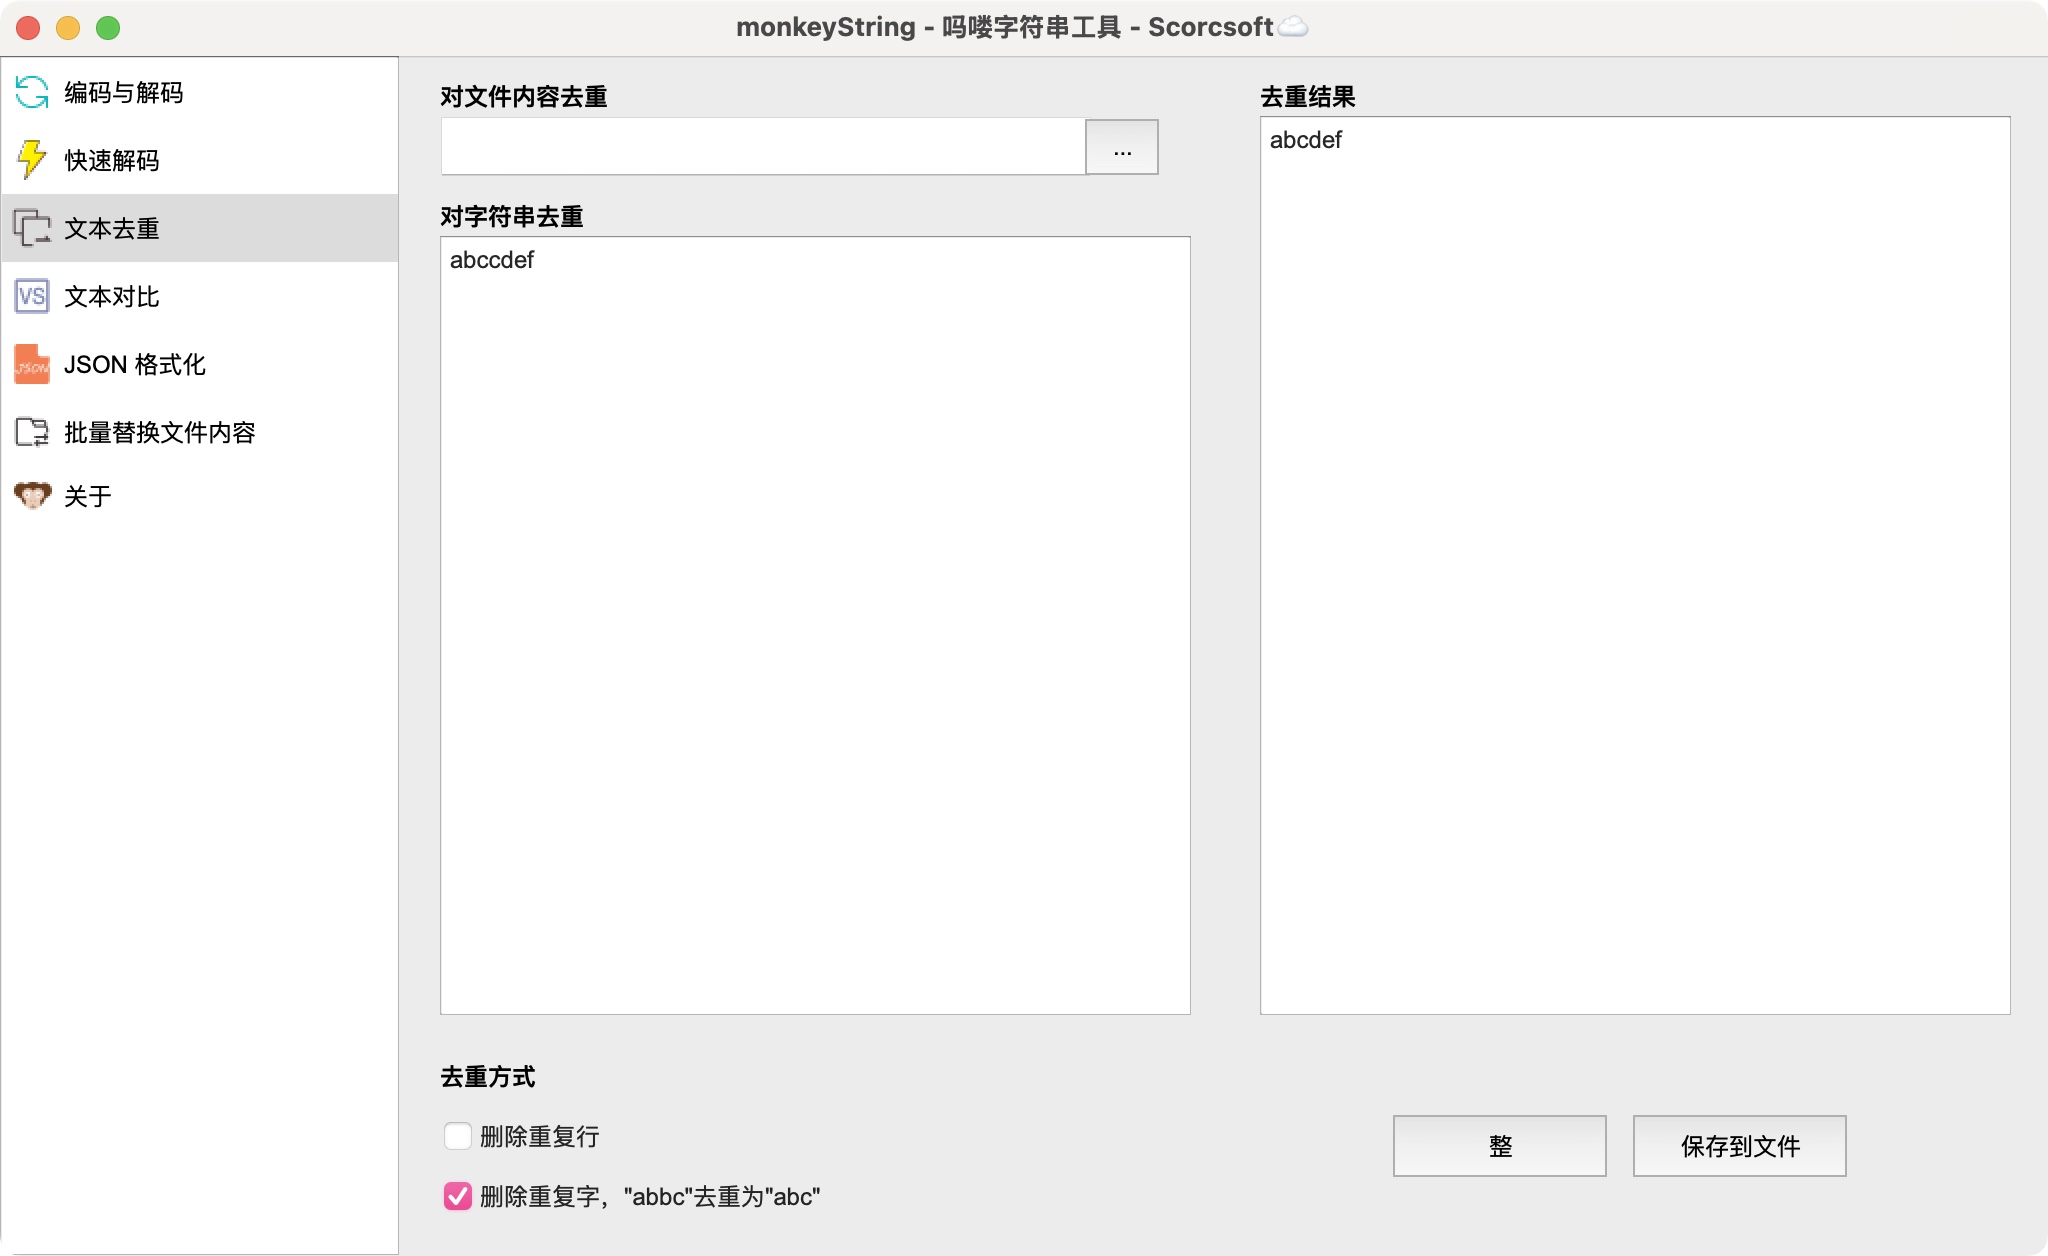 monkeyString - 吗喽字符串工具 - Scorcsoft☁️
编码与解码
快速解码
文本去重
VS 文本对比
JSON JSON 格式化
批量替换文件内容
关于
对文件内容去重
...
对字符串去重
abccdef
去重结果
abcdef
去重方式
删除重复行
删除重复字，"abbc"去重为"abc"
整
保存到文件